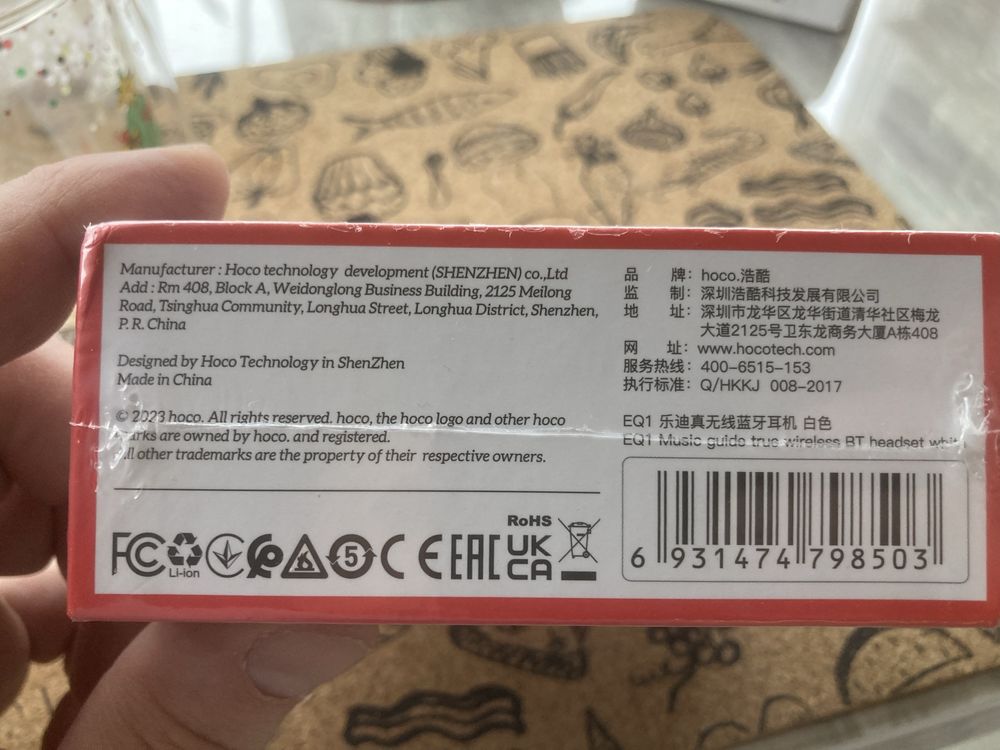 Manufacturer : Hoco technology development (SHENZHEN) co.,Ltd
Add : Rm 408, Block A, Weidonglong Business Building, 2125 Meilong
Road, Tsinghua Community, Longhua Street, Longhua District, Shenzhen,
P. R. China
Designed by Hoco Technology in ShenZhen
Made in China
© 2023 hoco. All rights reserved. hoco, the hoco logo and other hoco
marks are owned by hoco. and registered.
All other trademarks are the property of their respective owners.
FC Li-ion 5 CE EAC UKCA RoHS
品 牌: hoco.浩酷
监 制: 深圳浩酷科技发展有限公司
地 址: 深圳市龙华区龙华街道清华社区梅龙
大道2125号卫东龙商务大厦A栋408
网 址: www.hocotech.com
服务热线: 400-6515-153
执行标准: Q/HKKJ 008-2017
EQ1 乐迪真无线蓝牙耳机 白色
EQ1 Music guide true wireless BT headset
6 931474 798503